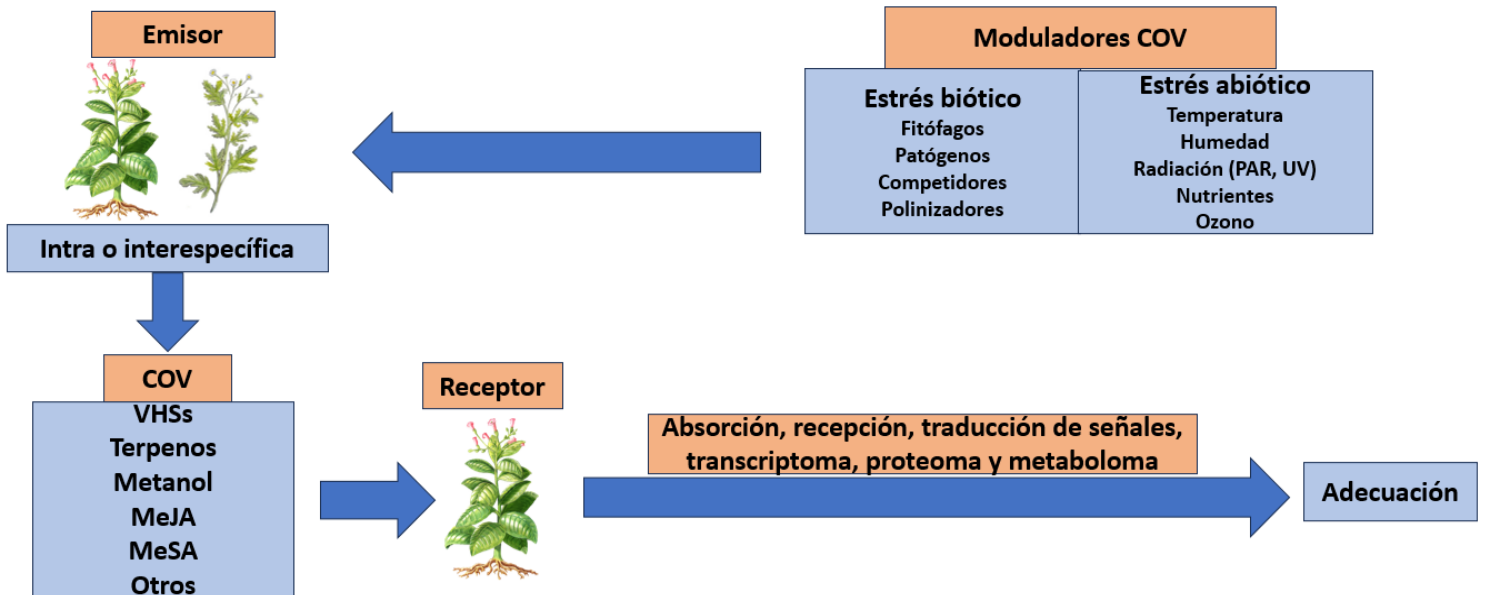 Emisor
Intra o interespecífica
Moduladores COV
Estrés biótico
Fitófagos
Patógenos
Competidores
Polinizadores
Estrés abiótico
Temperatura
Humedad
Radiación (PAR, UV)
Nutrientes
Ozono
COV
VHSs
Terpenos
Metanol
MeJA
MeSA
Otros
Receptor
Absorción, recepción, traducción de señales,
transcriptoma, proteoma y metaboloma
Adecuación